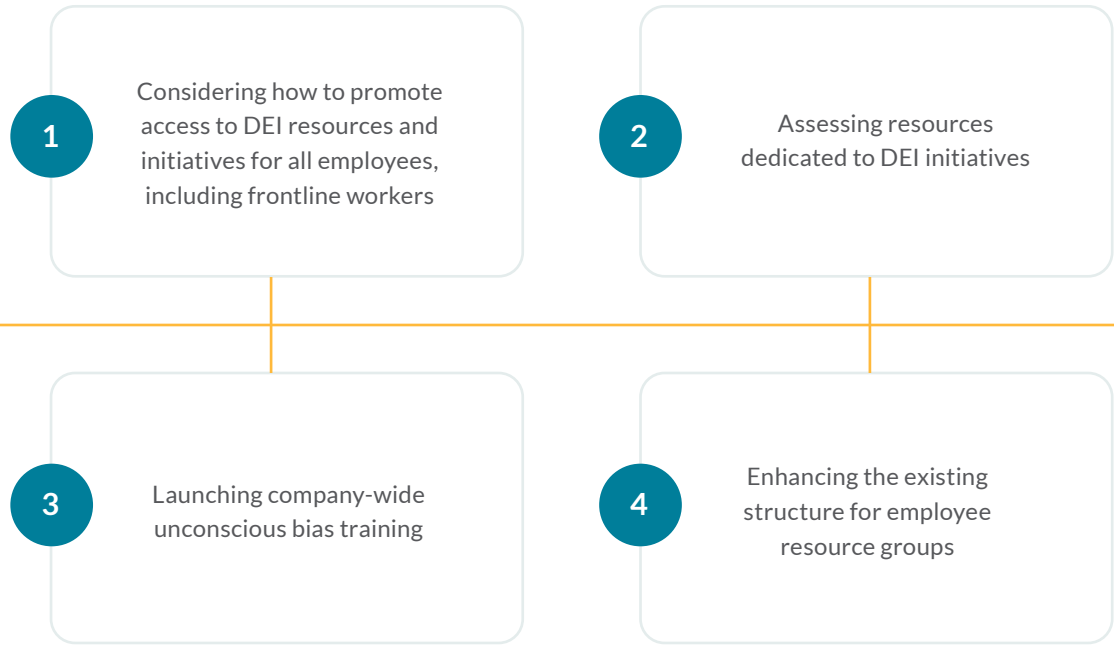 1
Considering how to promote
access to DEI resources and
initiatives for all employees,
including frontline workers
2
Assessing resources
dedicated to DEI initiatives
3
Launching company-wide
unconscious bias training
4
Enhancing the existing
structure for employee
resource groups